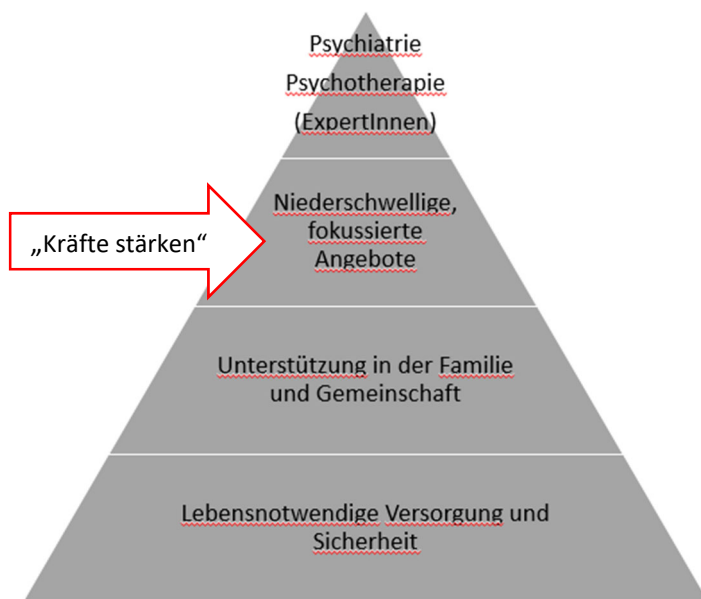 Psychiatrie
Psychotherapie
(ExpertInnen)
Niederschwellige,
fokussierte
Angebote
„Kräfte stärken“
Unterstützung in der Familie
und Gemeinschaft
Lebensnotwendige Versorgung und
Sicherheit